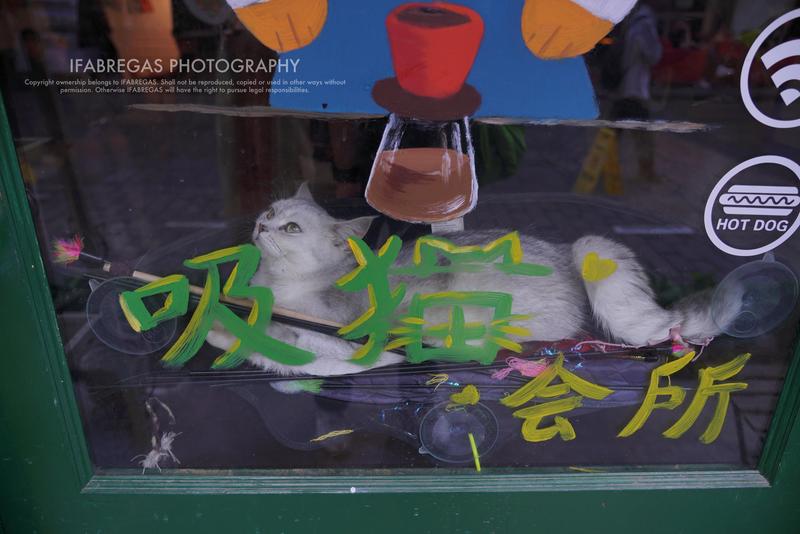 IFABREGAS PHOTOGRAPHY
Copyright ownership belongs to IFABREGAS. Shall not be reproduced, copied or used in other ways without
permission. Otherwise IFABREGAS will have the right to pursue legal responsibilities.
HOT DOG
吸猫
会所